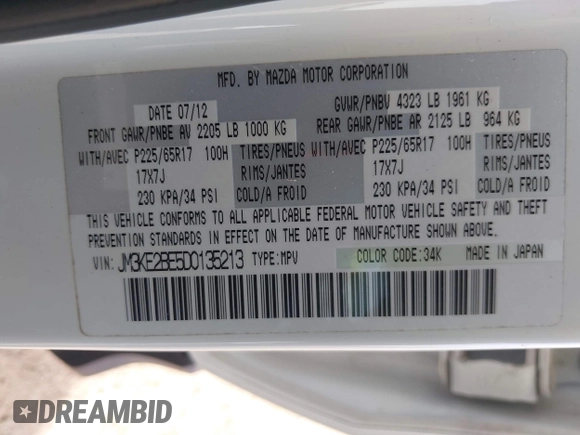 MFD. BY MAZDA MOTOR CORPORATION
DATE 07/12 GVWR/PNBV 4323 LB 1961 KG
FRONT GAWR/PNBE AV 2205 LB 1000 KG REAR GAWR/PNBE AR 2125 LB 964 KG
WITH/AVEC P225/65R17 100H TIRES/PNEUS WITH/AVEC P225/65R17 100H TIRES/PNEUS
17X7J RIMS/JANTES 17X7J RIMS/JANTES
230 KPA/34 PSI COLD/A FROID 230 KPA/34 PSI COLD/A FROID
THIS VEHICLE CONFORMS TO ALL APPLICABLE FEDERAL MOTOR VEHICLE SAFETY AND THEFT
PREVENTION STANDARDS IN EFFECT ON THE DATE OF MANUFACTURE SHOWN ABOVE.
VIN: JM3KE2BE5D0135213 TYPE:MPV COLOR CODE:34K MADE IN JAPAN
DREAMBID